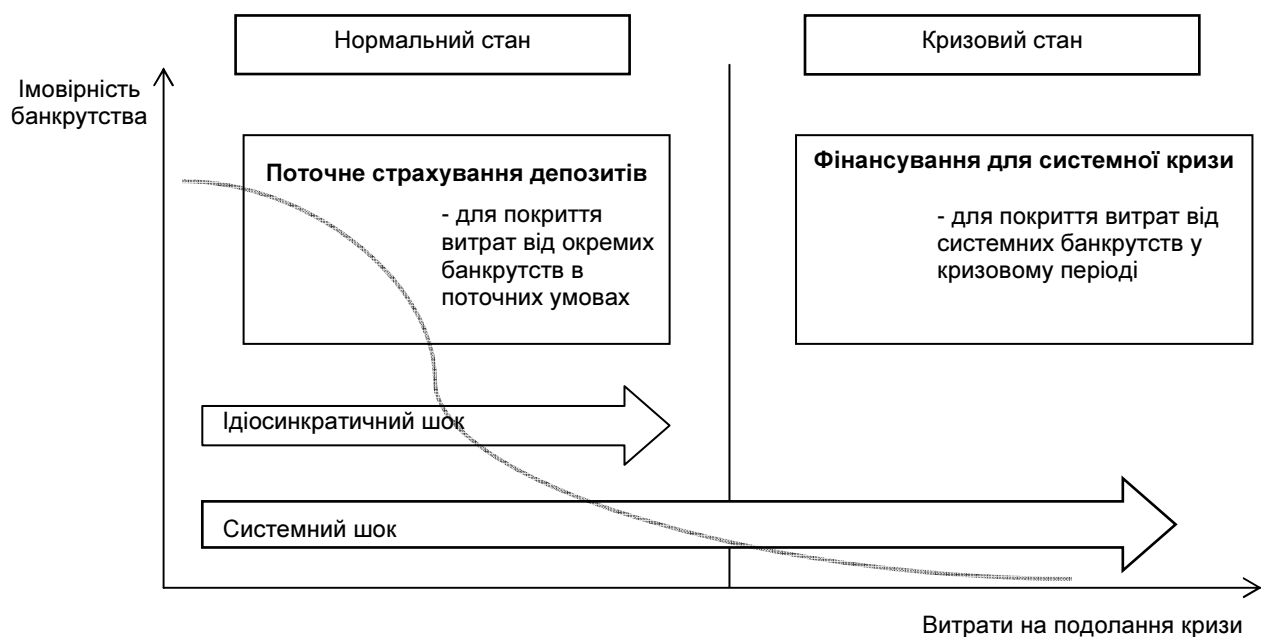 Нормальний стан
Кризовий стан
Імовірність
банкрутства
Поточне страхування депозитів
- для покриття
витрат від окремих
банкрутств в
поточних умовах
Фінансування для системної кризи
- для покриття витрат від
системних банкрутств у
кризовому періоді
Ідіосинкратичний шок
Системний шок
Витрати на подолання кризи